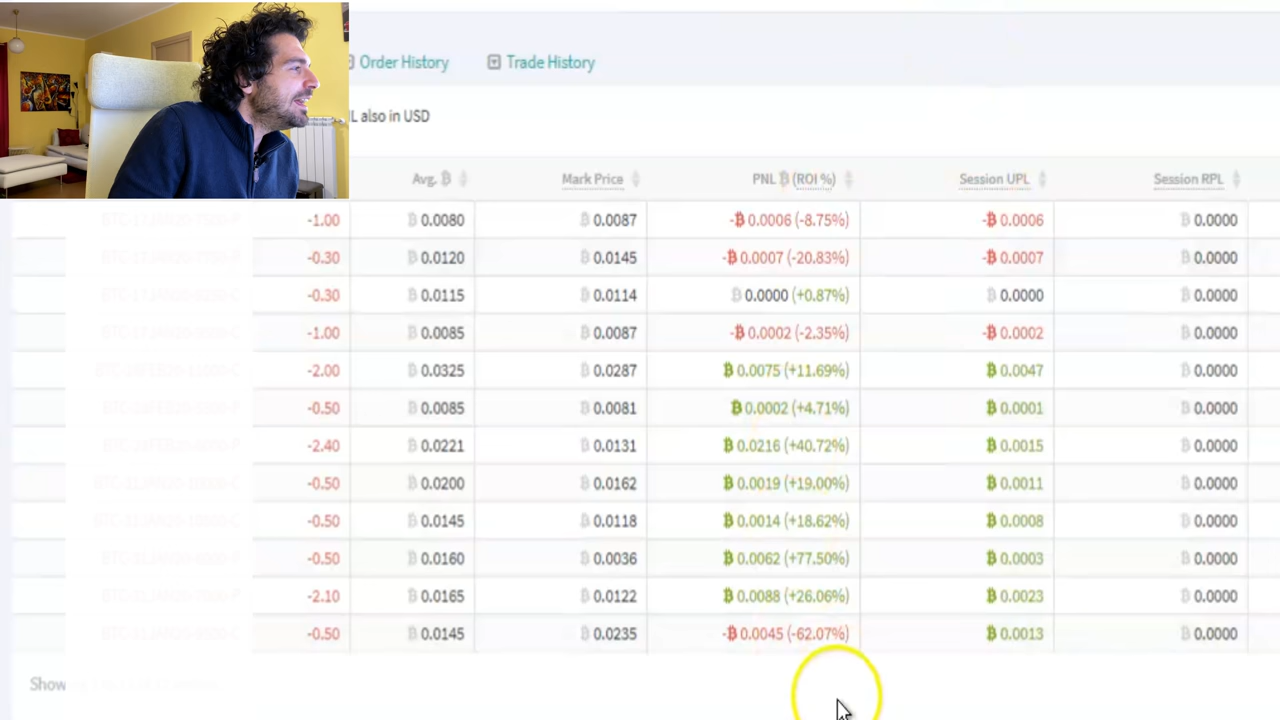 Order History Trade History
L also in USD
Avg. ₿ Mark Price PNL ₿ (ROI %) Session UPL Session RPL
-1.00 ₿ 0.0080 ₿ 0.0087 -₿ 0.0006 (-8.75%) -₿ 0.0006 ₿ 0.0000
-0.30 ₿ 0.0120 ₿ 0.0145 -₿ 0.0007 (-20.83%) -₿ 0.0007 ₿ 0.0000
-0.30 ₿ 0.0115 ₿ 0.0114 ₿ 0.0000 (+0.87%) ₿ 0.0000 ₿ 0.0000
-1.00 ₿ 0.0085 ₿ 0.0087 -₿ 0.0002 (-2.35%) -₿ 0.0002 ₿ 0.0000
-2.00 ₿ 0.0325 ₿ 0.0287 ₿ 0.0075 (+11.69%) ₿ 0.0047 ₿ 0.0000
-0.50 ₿ 0.0085 ₿ 0.0081 ₿ 0.0002 (+4.71%) ₿ 0.0001 ₿ 0.0000
-2.40 ₿ 0.0221 ₿ 0.0131 ₿ 0.0216 (+40.72%) ₿ 0.0015 ₿ 0.0000
-0.50 ₿ 0.0200 ₿ 0.0162 ₿ 0.0019 (+19.00%) ₿ 0.0011 ₿ 0.0000
-0.50 ₿ 0.0145 ₿ 0.0118 ₿ 0.0014 (+18.62%) ₿ 0.0008 ₿ 0.0000
-0.50 ₿ 0.0160 ₿ 0.0036 ₿ 0.0062 (+77.50%) ₿ 0.0003 ₿ 0.0000
-2.10 ₿ 0.0165 ₿ 0.0122 ₿ 0.0088 (+26.06%) ₿ 0.0023 ₿ 0.0000
-0.50 ₿ 0.0145 ₿ 0.0235 -₿ 0.0045 (-62.07%) ₿ 0.0013 ₿ 0.0000
Show